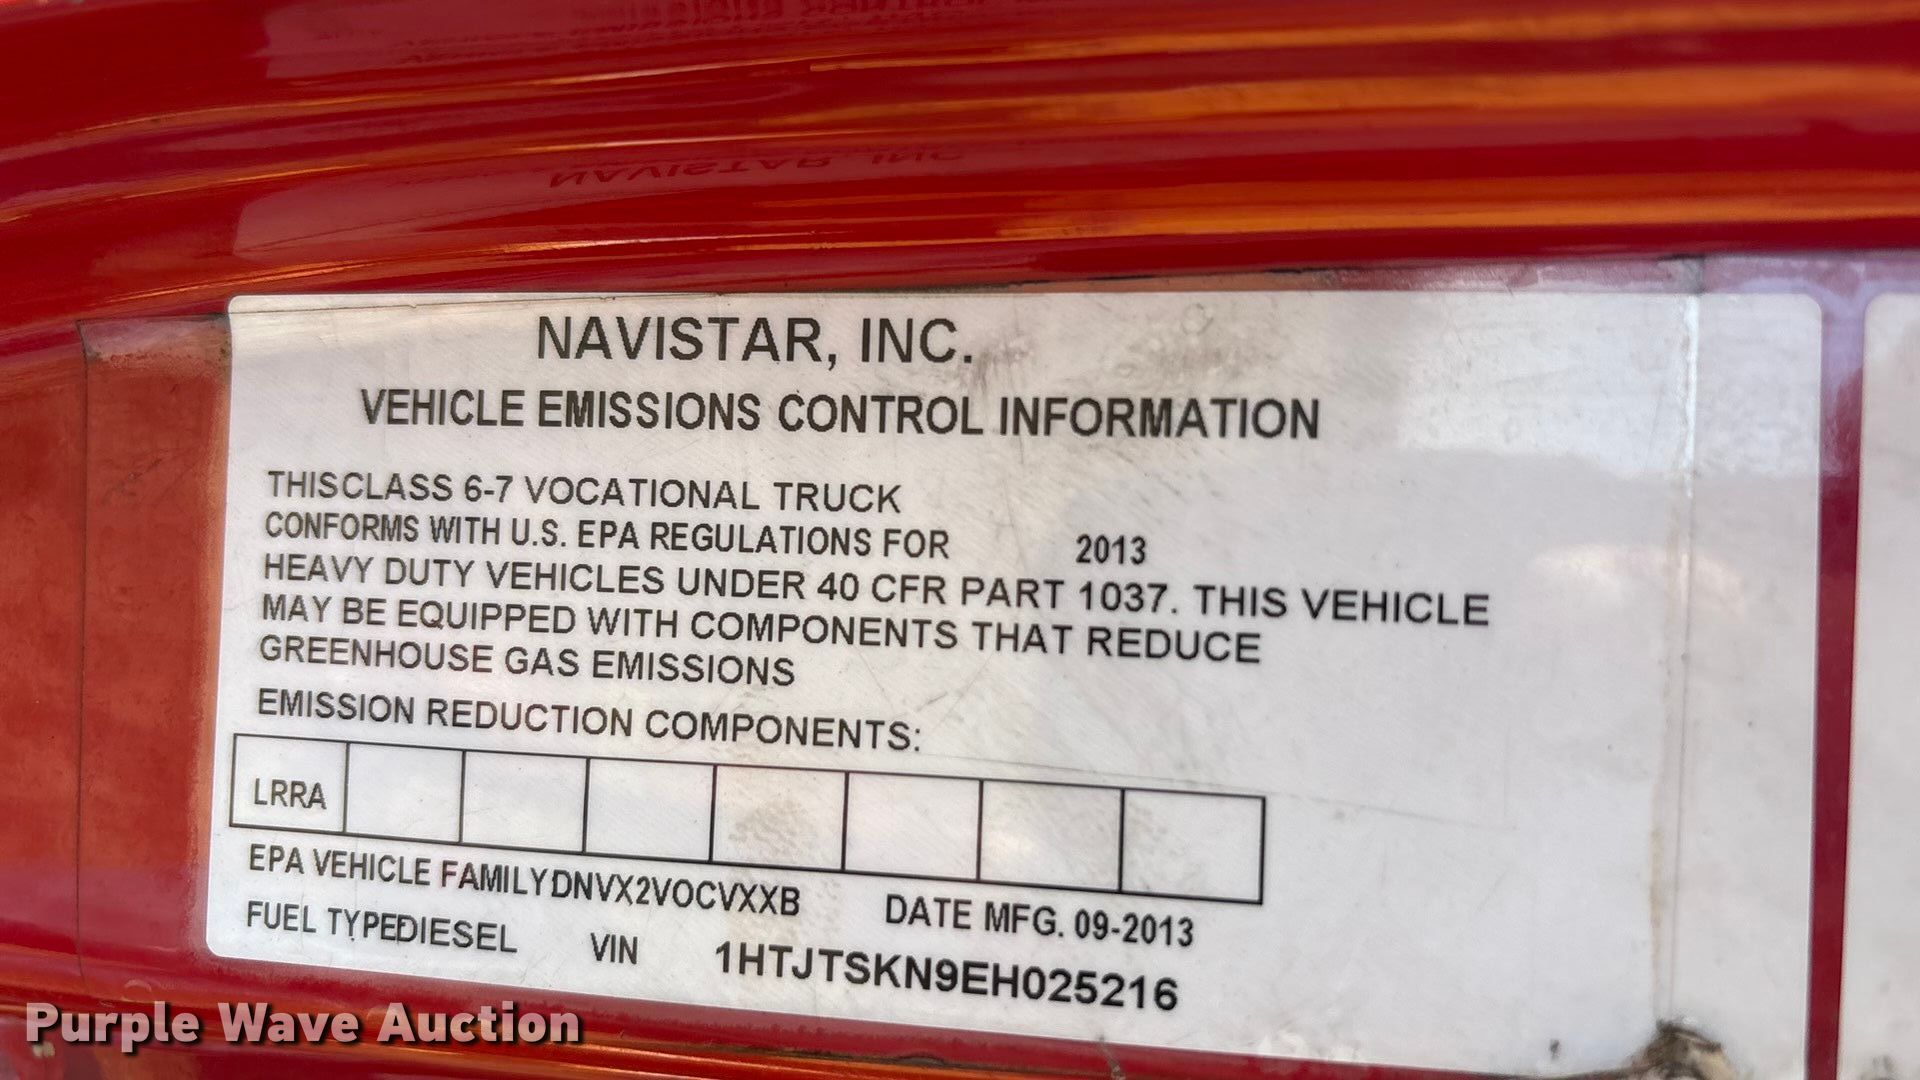 NAVISTAR, INC.
VEHICLE EMISSIONS CONTROL INFORMATION
THISCLASS 6-7 VOCATIONAL TRUCK
CONFORMS WITH U.S. EPA REGULATIONS FOR 2013
HEAVY DUTY VEHICLES UNDER 40 CFR PART 1037. THIS VEHICLE
MAY BE EQUIPPED WITH COMPONENTS THAT REDUCE
GREENHOUSE GAS EMISSIONS
EMISSION REDUCTION COMPONENTS:
LRRA
EPA VEHICLE FAMILYDNVX2VOCVXXB DATE MFG. 09-2013
FUEL TYPEDIESEL VIN 1HTJTSKN9EH025216
Purple Wave Auction